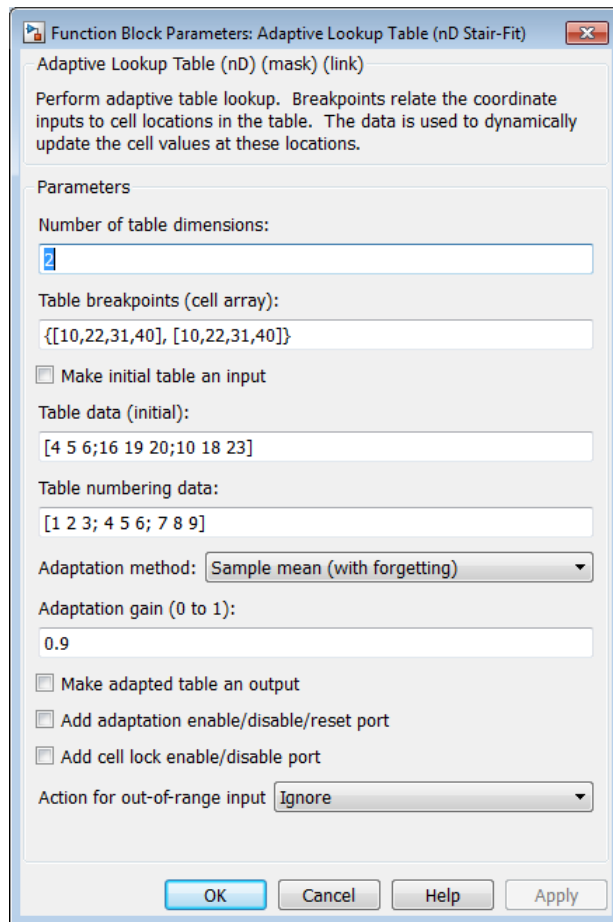 Function Block Parameters: Adaptive Lookup Table (nD Stair-Fit)
Adaptive Lookup Table (nD) (mask) (link)
Perform adaptive table lookup.  Breakpoints relate the coordinate
inputs to cell locations in the table.  The data is used to dynamically
update the cell values at these locations.
Parameters
Number of table dimensions:
2
Table breakpoints (cell array):
{[10,22,31,40], [10,22,31,40]}
Make initial table an input
Table data (initial):
[4 5 6;16 19 20;10 18 23]
Table numbering data:
[1 2 3; 4 5 6; 7 8 9]
Adaptation method: Sample mean (with forgetting)
Adaptation gain (0 to 1):
0.9
Make adapted table an output
Add adaptation enable/disable/reset port
Add cell lock enable/disable port
Action for out-of-range input Ignore
OK Cancel Help Apply